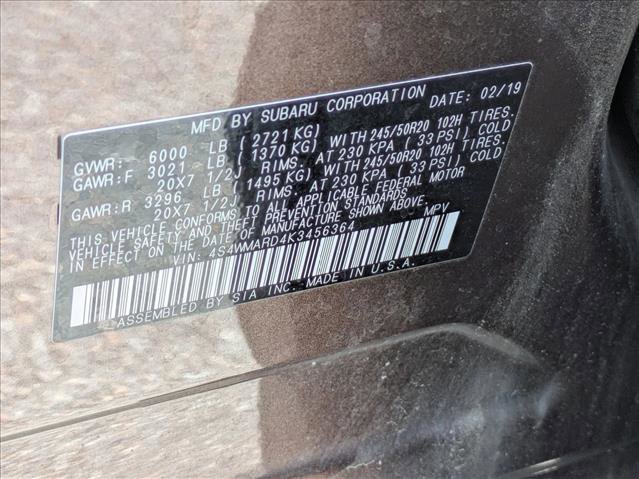 MFD BY SUBARU CORPORATION DATE: 02/19
GVWR: 6000 LB ( 2721 KG)
GAWR:F 3021 LB ( 1370 KG) WITH 245/50R20 102H TIRES.
20X7 1/2J RIMS. AT 230 KPA ( 33 PSI) COLD
GAWR:R 3296 LB ( 1495 KG) WITH 245/50R20 102H TIRES.
20X7 1/2J RIMS. AT 230 KPA ( 33 PSI) COLD
THIS VEHICLE CONFORMS TO ALL APPLICABLE FEDERAL MOTOR
VEHICLE SAFETY AND THEFT PREVENTION STANDARDS
IN EFFECT ON THE DATE OF MANUFACTURE SHOWN ABOVE.
VIN: 4S4WMARD4K3456364 MPV
ASSEMBLED BY SIA INC. MADE IN U.S.A.